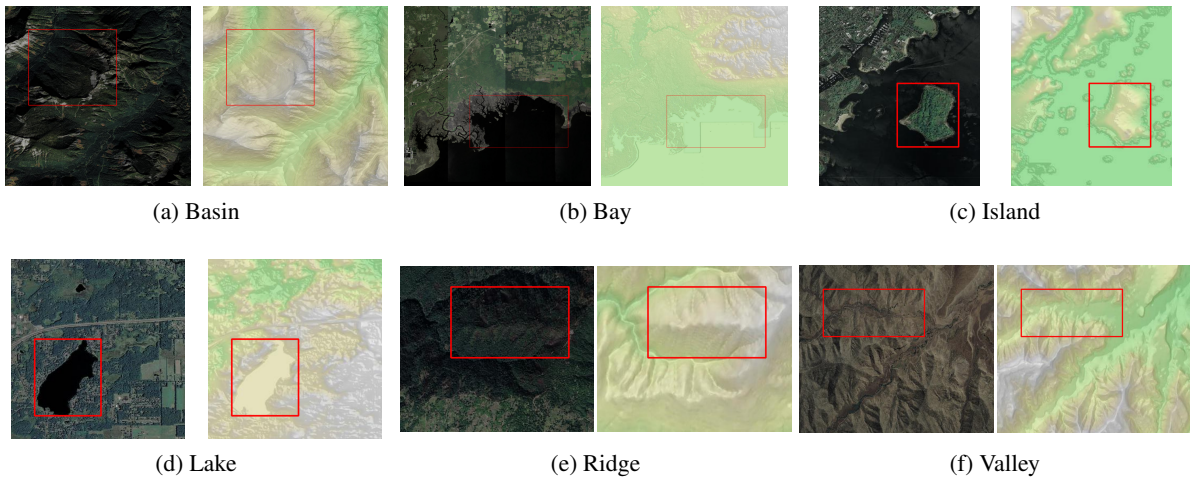 (a) Basin
(b) Bay
(c) Island
(d) Lake
(e) Ridge
(f) Valley